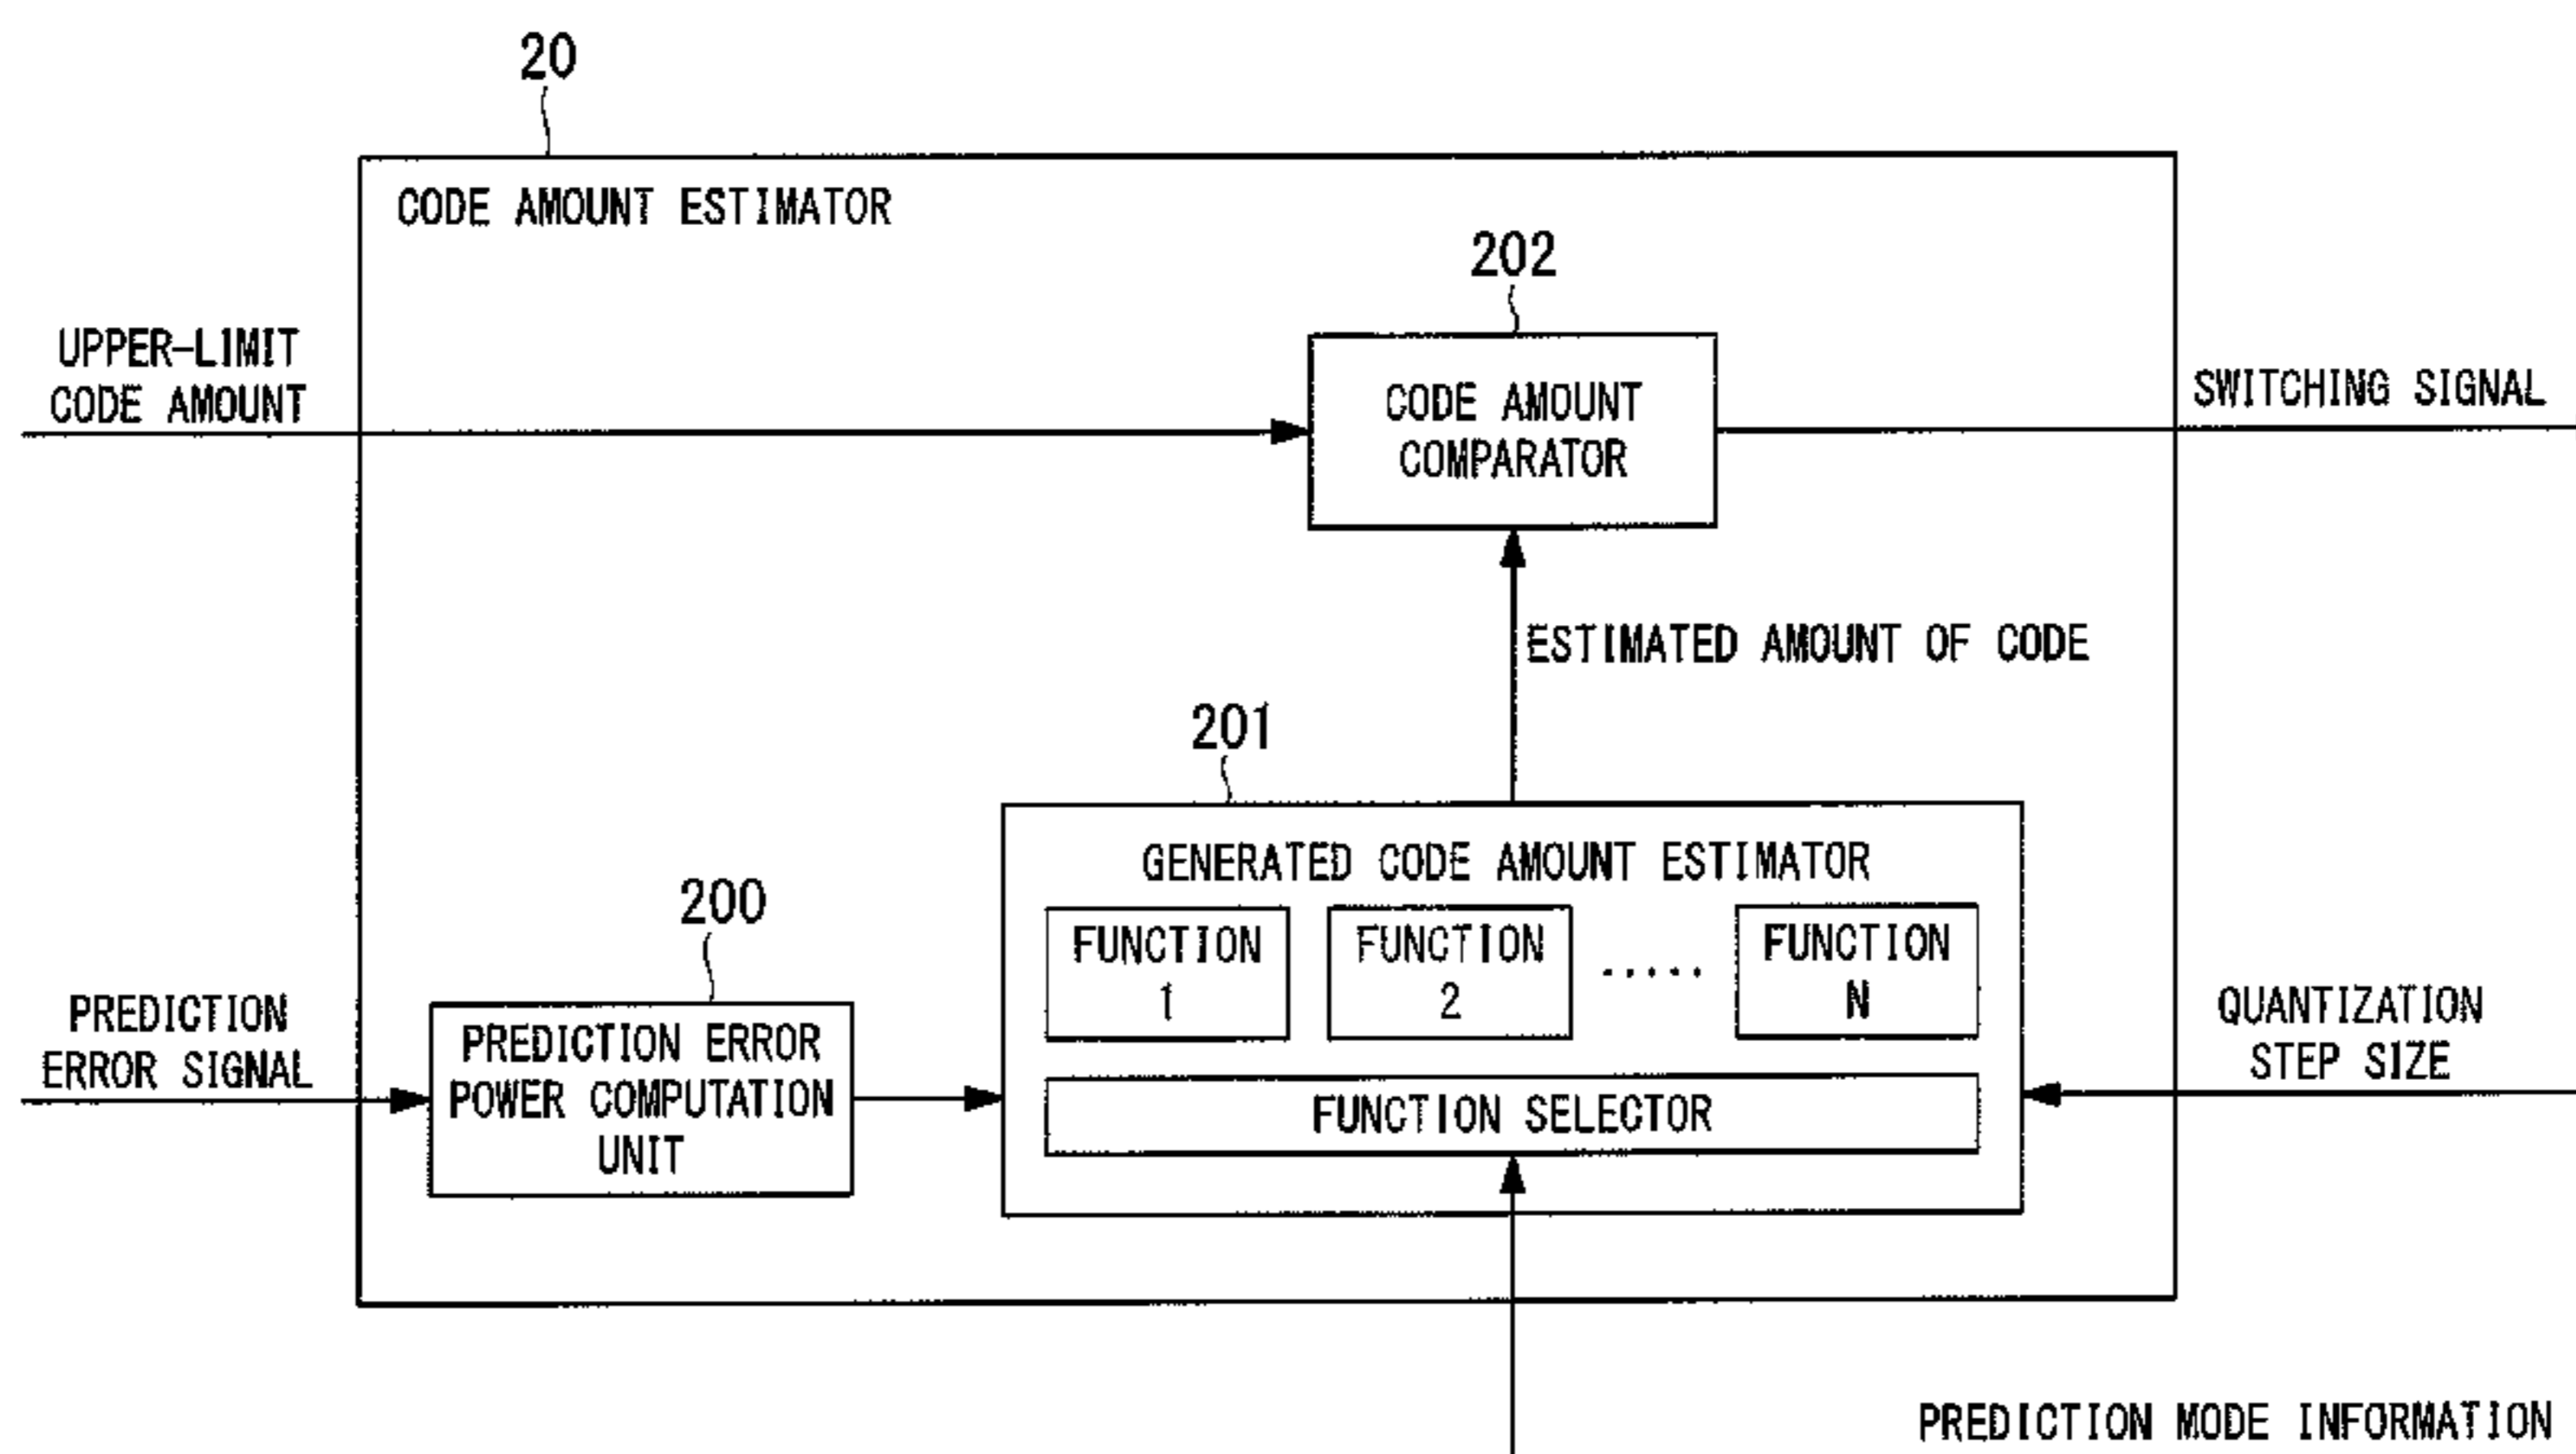 20
CODE AMOUNT ESTIMATOR
202
UPPER-LIMIT
CODE AMOUNT
CODE AMOUNT
COMPARATOR
SWITCHING SIGNAL
ESTIMATED AMOUNT OF CODE
201
GENERATED CODE AMOUNT ESTIMATOR
200
FUNCTION
1
FUNCTION
2
.....
FUNCTION
N
PREDICTION
ERROR SIGNAL
PREDICTION ERROR
POWER COMPUTATION
UNIT
FUNCTION SELECTOR
QUANTIZATION
STEP SIZE
PREDICTION MODE INFORMATION